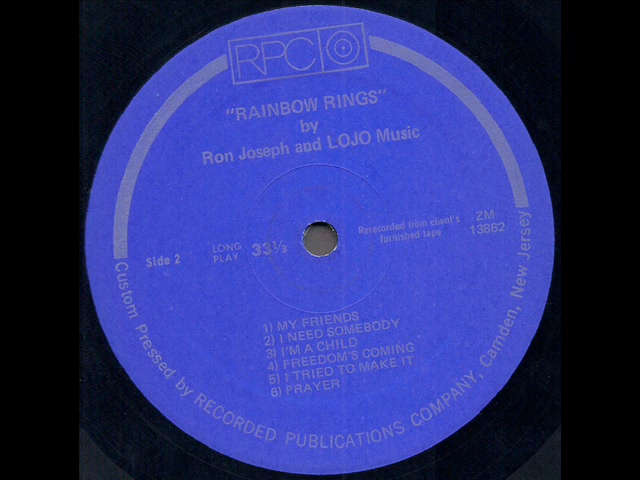 RPC
"RAINBOW RINGS"
by
Ron Joseph and LOJO Music
Side 2
LONG
PLAY
33⅓
Rerecorded from client's
furnished tape
ZM
13862
1) MY FRIENDS
2) I NEED SOMEBODY
3) I'M A CHILD
4) FREEDOM'S COMING
5) I TRIED TO MAKE IT
6) PRAYER
Custom Pressed by RECORDED PUBLICATIONS COMPANY, Camden, New Jersey